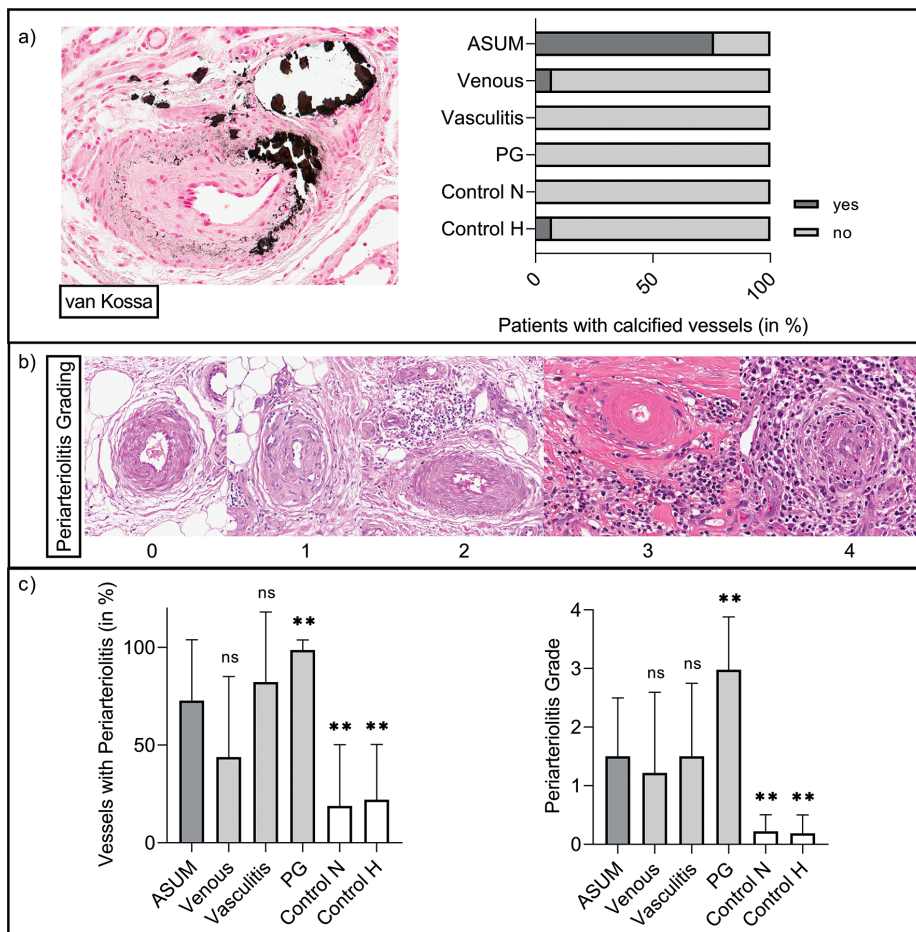 a)
van Kossa
ASUM
Venous
Vasculitis
PG
Control N
Control H
yes
no
0
50
100
Patients with calcified vessels (in %)
b)
Periarteriolitis Grading
0
1
2
3
4
c)
Vessels with Periarteriolitis (in %)
100
50
0
ns
ns
**
**
**
ASUM
Venous
Vasculitis
PG
Control N
Control H
Periarteriolitis Grade
4
3
2
1
0
ns
ns
**
**
**
ASUM
Venous
Vasculitis
PG
Control N
Control H